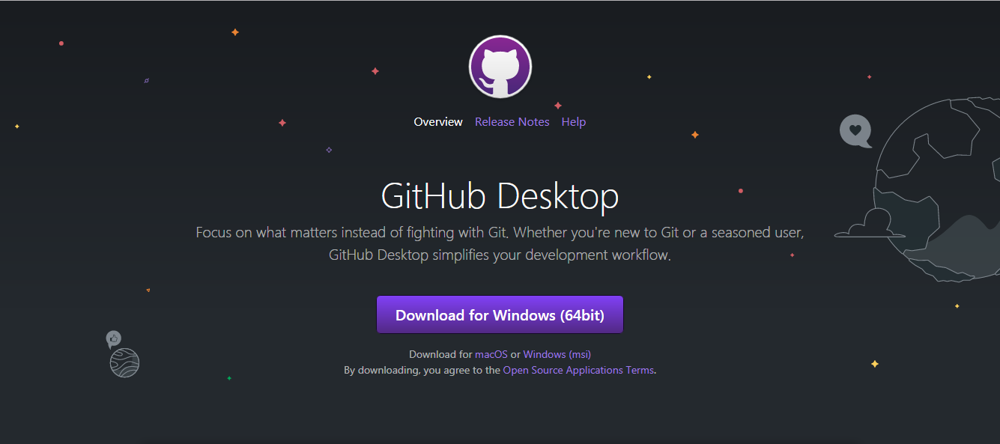 Overview Release Notes Help
GitHub Desktop
Focus on what matters instead of fighting with Git. Whether you're new to Git or a seasoned user,
GitHub Desktop simplifies your development workflow.
Download for Windows (64bit)
Download for macOS or Windows (msi)
By downloading, you agree to the Open Source Applications Terms.